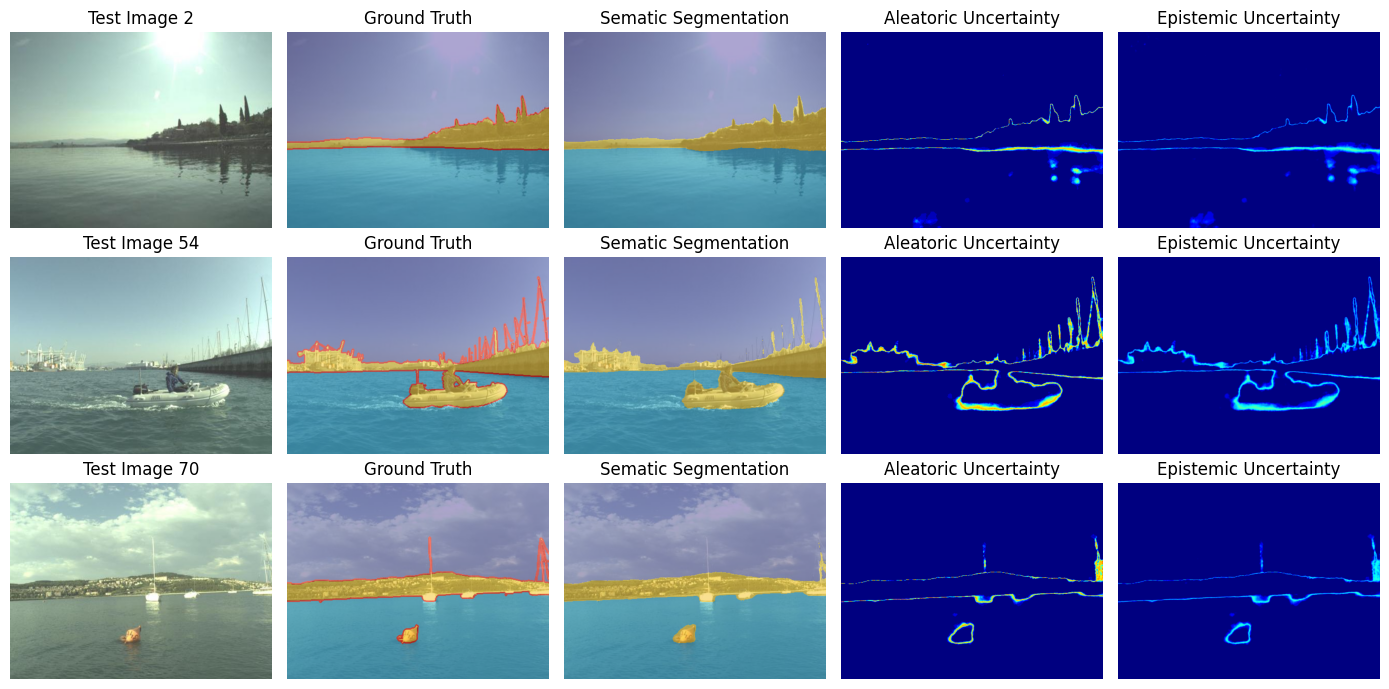 Test Image 2 Ground Truth Sematic Segmentation Aleatoric Uncertainty Epistemic Uncertainty
Test Image 54 Ground Truth Sematic Segmentation Aleatoric Uncertainty Epistemic Uncertainty
Test Image 70 Ground Truth Sematic Segmentation Aleatoric Uncertainty Epistemic Uncertainty